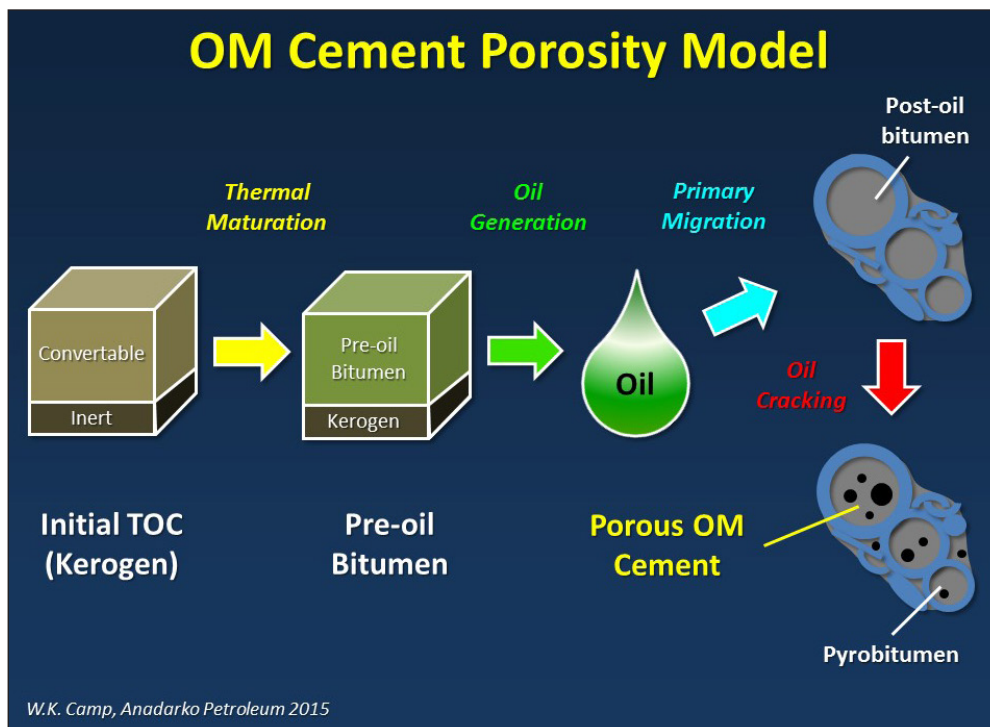 OM Cement Porosity Model
Post-oil
bitumen
Thermal
Maturation
Oil
Generation
Primary
Migration
Convertable
Inert
Pre-oil
Bitumen
Kerogen
Oil
Oil
Cracking
Initial TOC
(Kerogen)
Pre-oil
Bitumen
Porous OM
Cement
Pyrobitumen
W.K. Camp, Anadarko Petroleum 2015